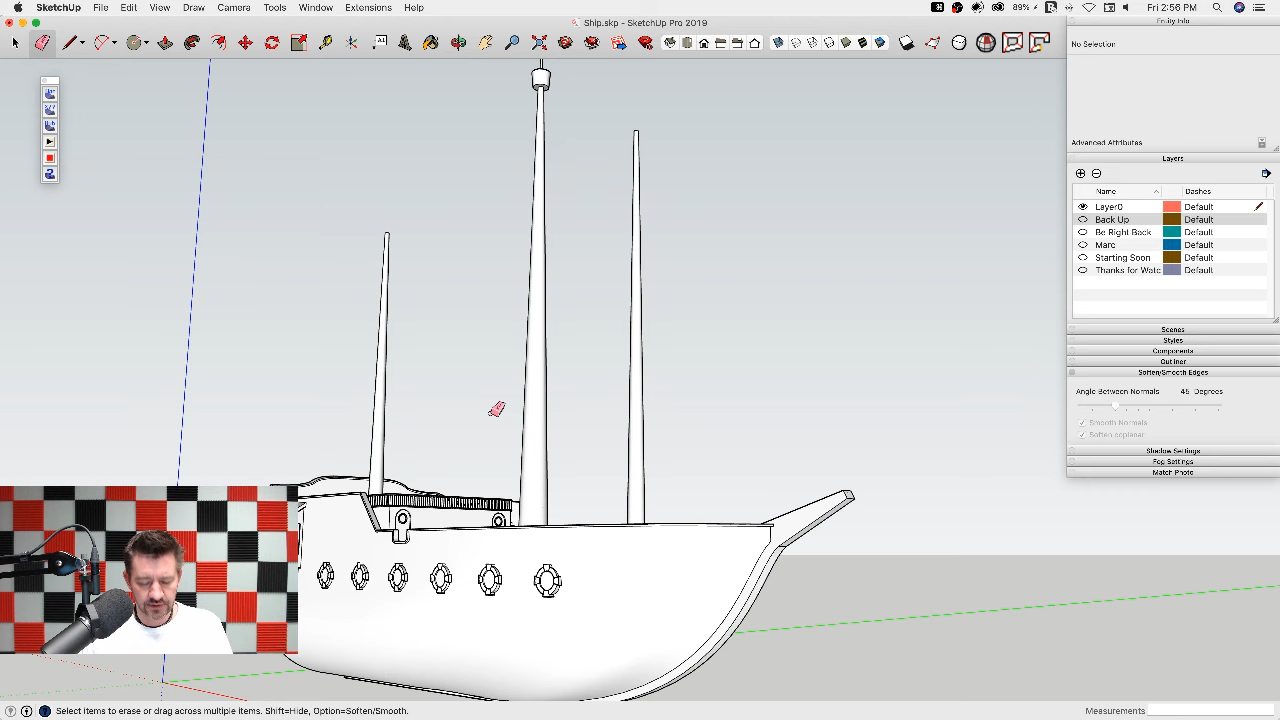 SketchUp File Edit View Draw Camera Tools Window Extensions Help 89% Fri 2:56 PM
Ship.skp - SketchUp Pro 2019
Entity Info
No Selection
Advanced Attributes
Layers
Name Dashes
Layer0 Default
Back Up Default
Be Right Back Default
Marc Default
Starting Soon Default
Thanks for Watc Default
Scenes
Styles
Components
Outliner
Soften/Smooth Edges
Angle Between Normals 45 Degrees
Smooth Normals
Soften coplanar
Shadow Settings
Fog Settings
Match Photo
Select items to erase or drag across multiple items. Shift=Hide, Option=Soften/Smooth.
Measurements